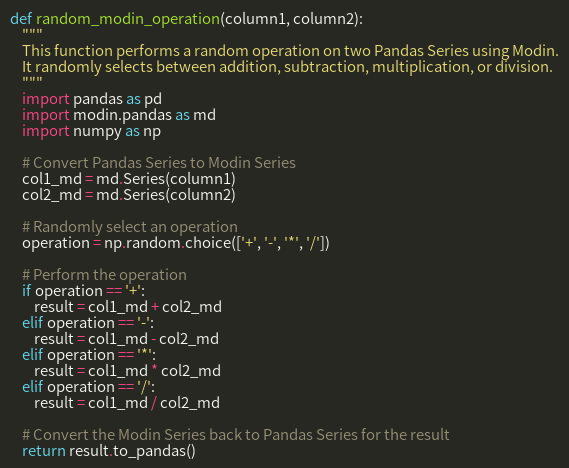 def random_modin_operation(column1, column2):
    """
    This function performs a random operation on two Pandas Series using Modin.
    It randomly selects between addition, subtraction, multiplication, or division.
    """
    import pandas as pd
    import modin.pandas as md
    import numpy as np

    # Convert Pandas Series to Modin Series
    col1_md = md.Series(column1)
    col2_md = md.Series(column2)

    # Randomly select an operation
    operation = np.random.choice(['+', '-', '*', '/'])

    # Perform the operation
    if operation == '+':
        result = col1_md + col2_md
    elif operation == '-':
        result = col1_md - col2_md
    elif operation == '*':
        result = col1_md * col2_md
    elif operation == '/':
        result = col1_md / col2_md

    # Convert the Modin Series back to Pandas Series for the result
    return result.to_pandas()